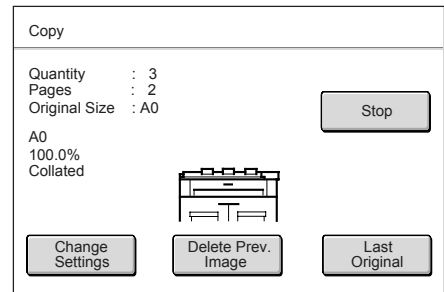 Copy
Quantity : 3
Pages : 2
Original Size : A0
Stop
A0
100.0%
Collated
Change
Settings
Delete Prev.
Image
Last
Original